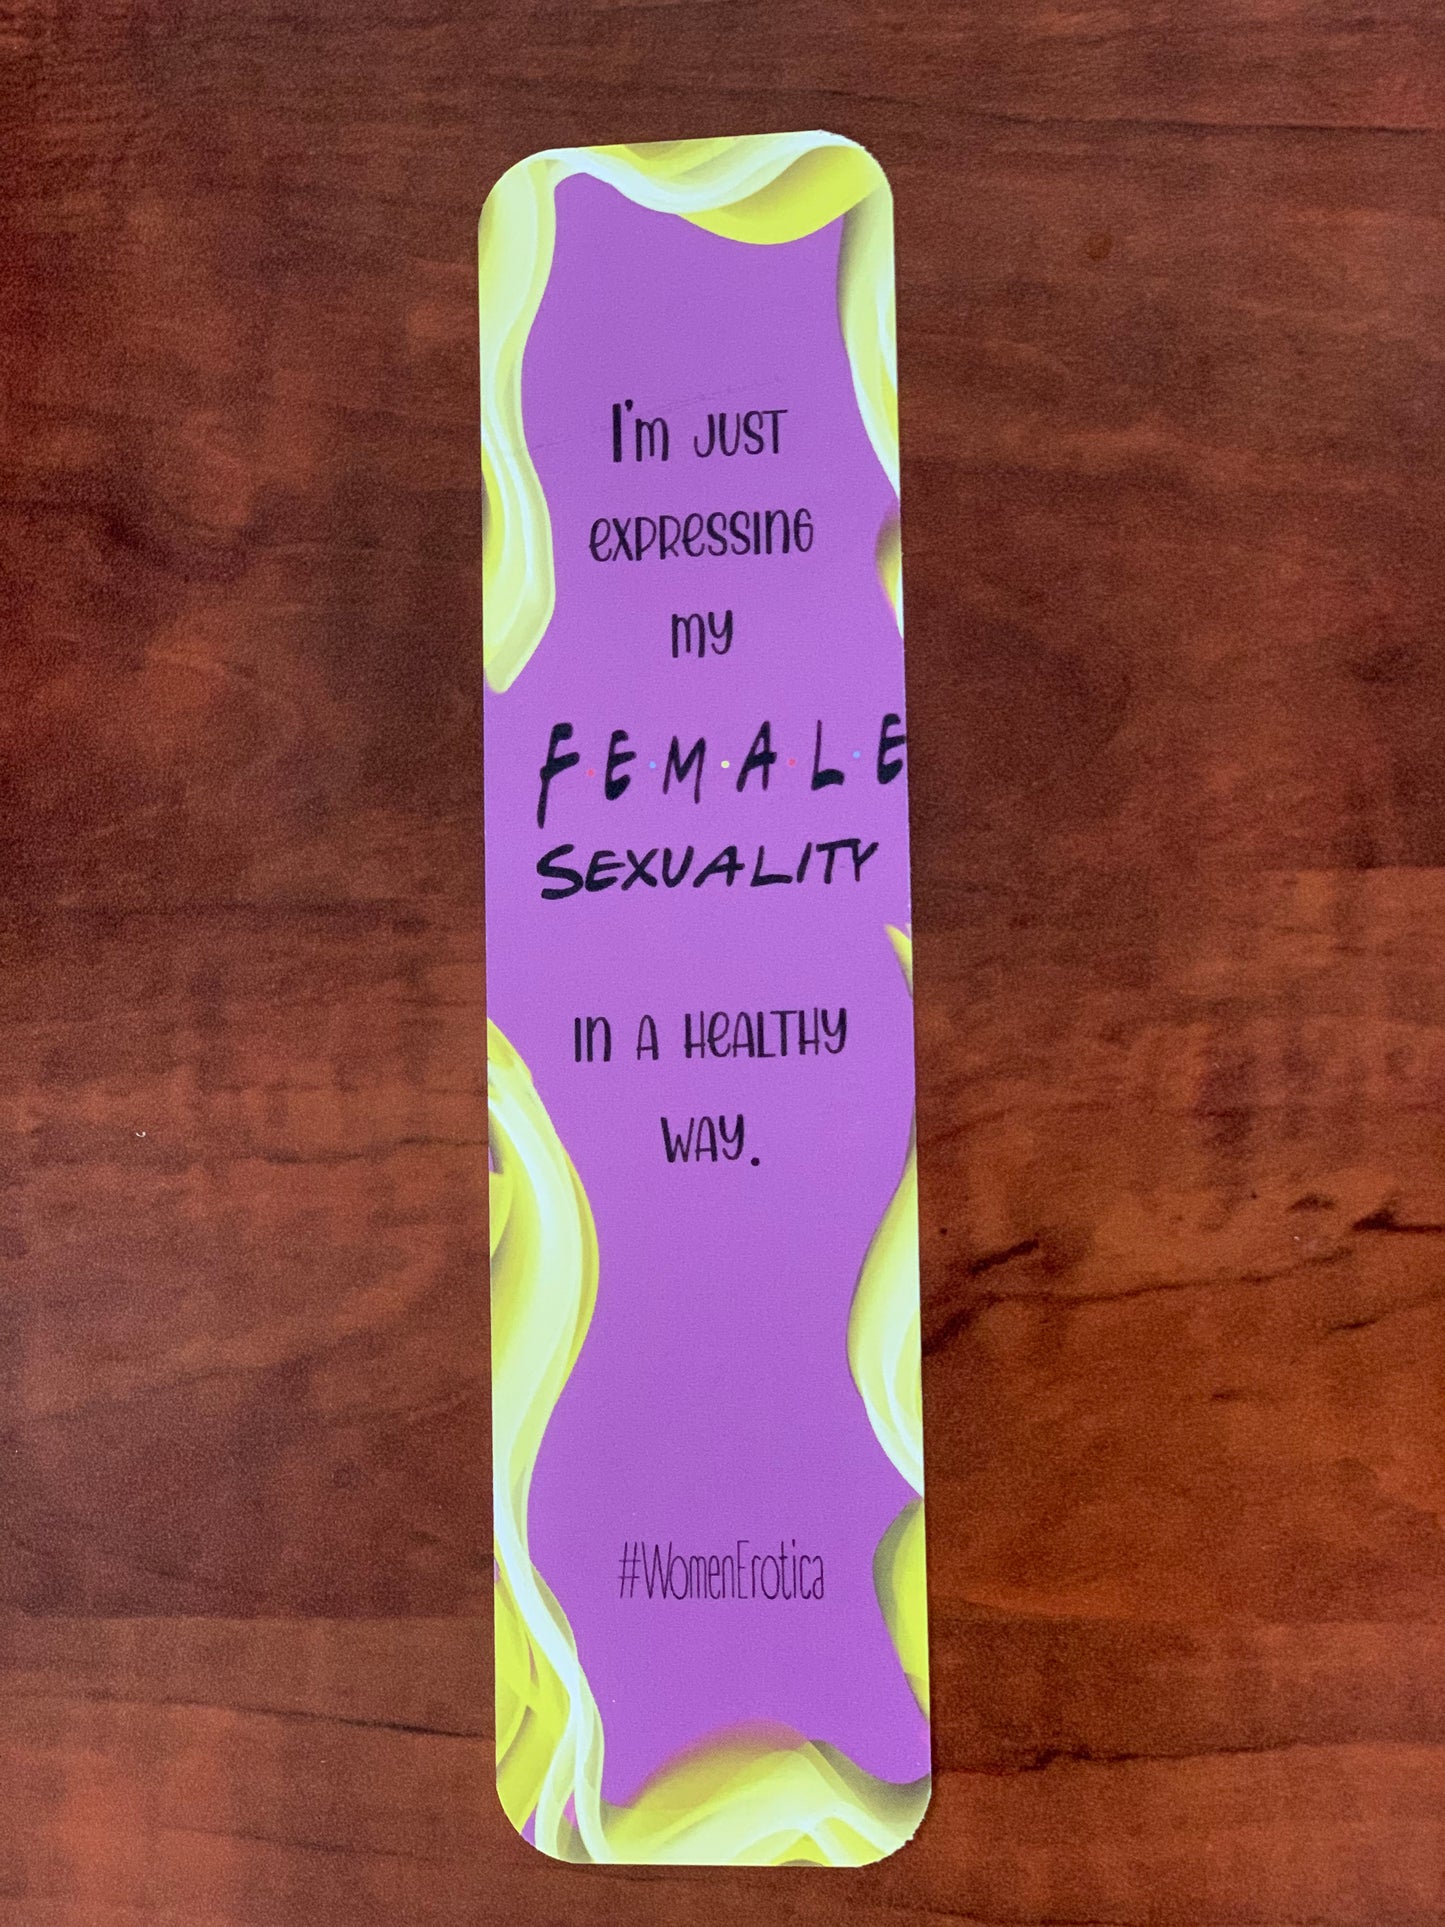 I'm just
expressing
my
F·E·M·A·L·E
SEXUALITY
in a healthy
way.
#WomenErotica